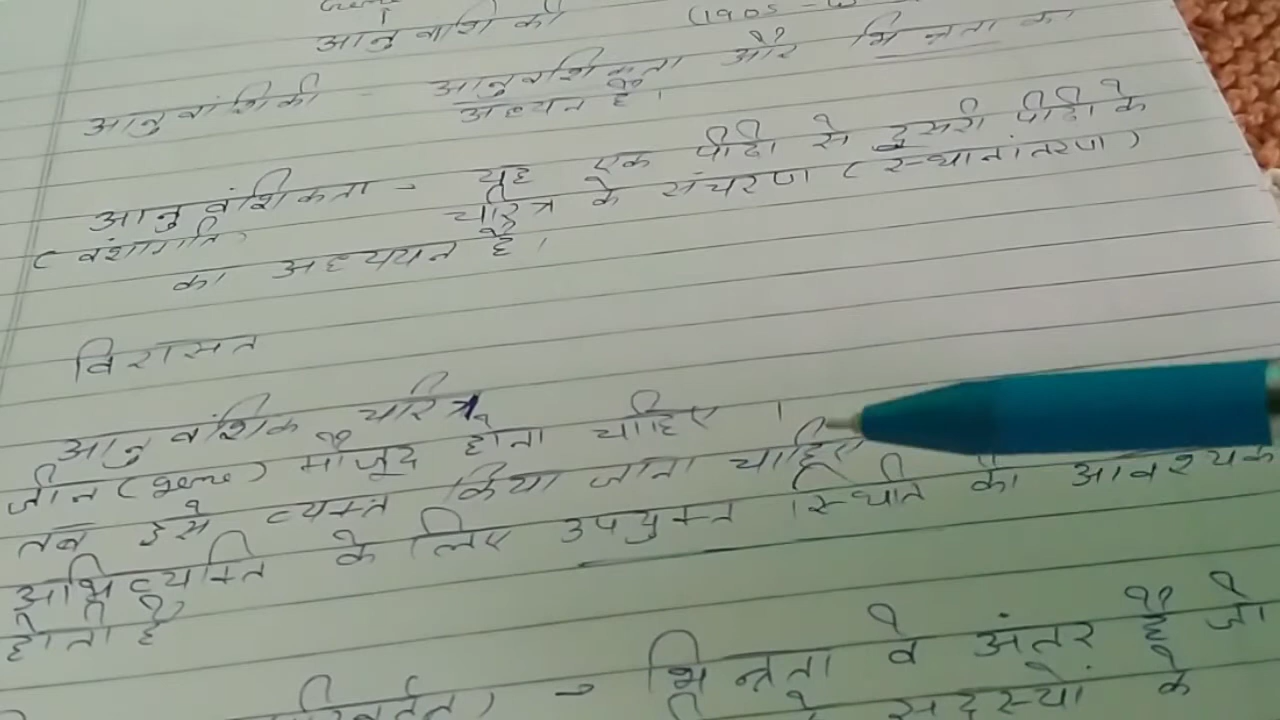 आनुवांशिकी (1905 -
आनुवांशिकी - आनुवंशिकता और भिन्नता का
अध्यन है।
आनुवंशिकता - यह एक पीढी से दुसरी पीढी के
(वंशागति) चरित्र के संचरण (स्थानांतरण)
का अध्ययन है।
विरासत
आनुवंशिक चरित्र
जीन (gene) मौजूद होना चाहिए।
तब इसे व्यक्त किया जाना चाहिए
अभिव्यक्ति के लिए उपयुक्त स्थिति की आवश्यक
होता है
→ भिन्नता वे अंतर है जो
सदस्यों के